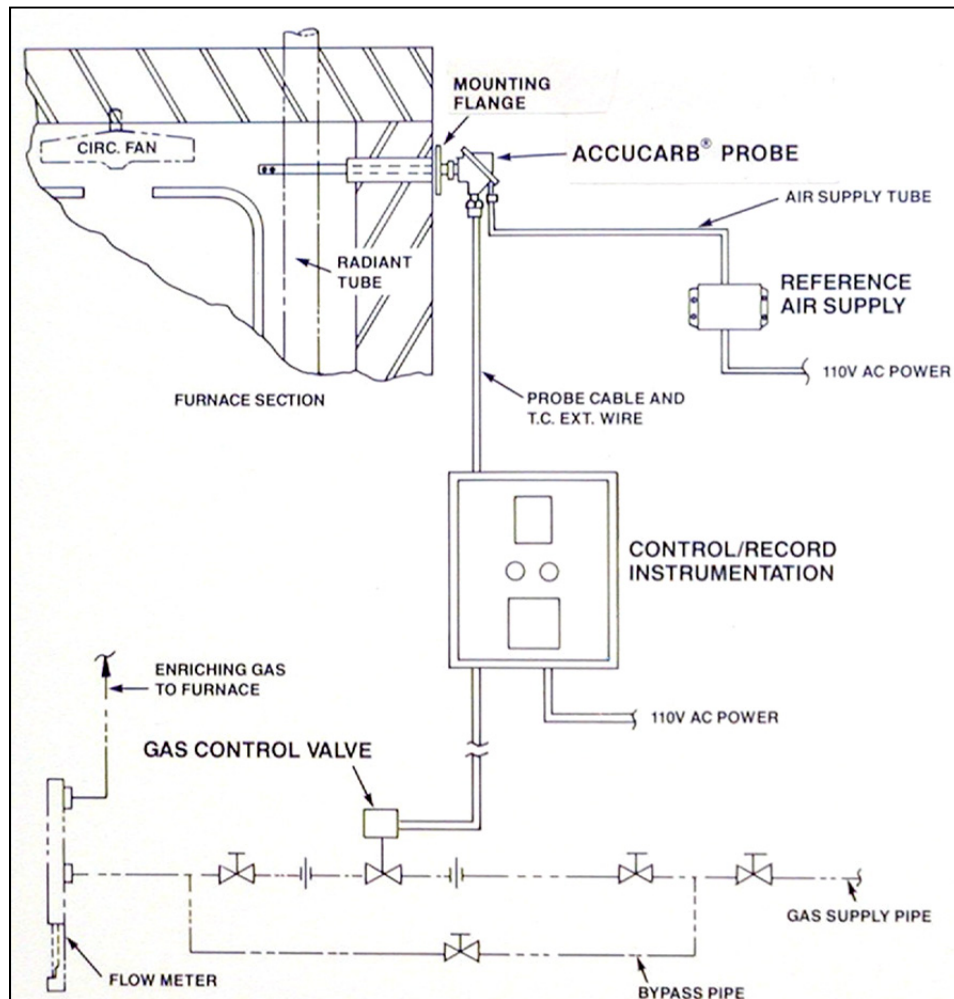 MOUNTING
FLANGE
CIRC. FAN
ACCUCARB® PROBE
AIR SUPPLY TUBE
RADIANT
TUBE
REFERENCE
AIR SUPPLY
110V AC POWER
FURNACE SECTION
PROBE CABLE AND
T.C. EXT. WIRE
CONTROL/RECORD
INSTRUMENTATION
ENRICHING GAS
TO FURNACE
110V AC POWER
GAS CONTROL VALVE
GAS SUPPLY PIPE
FLOW METER
BYPASS PIPE